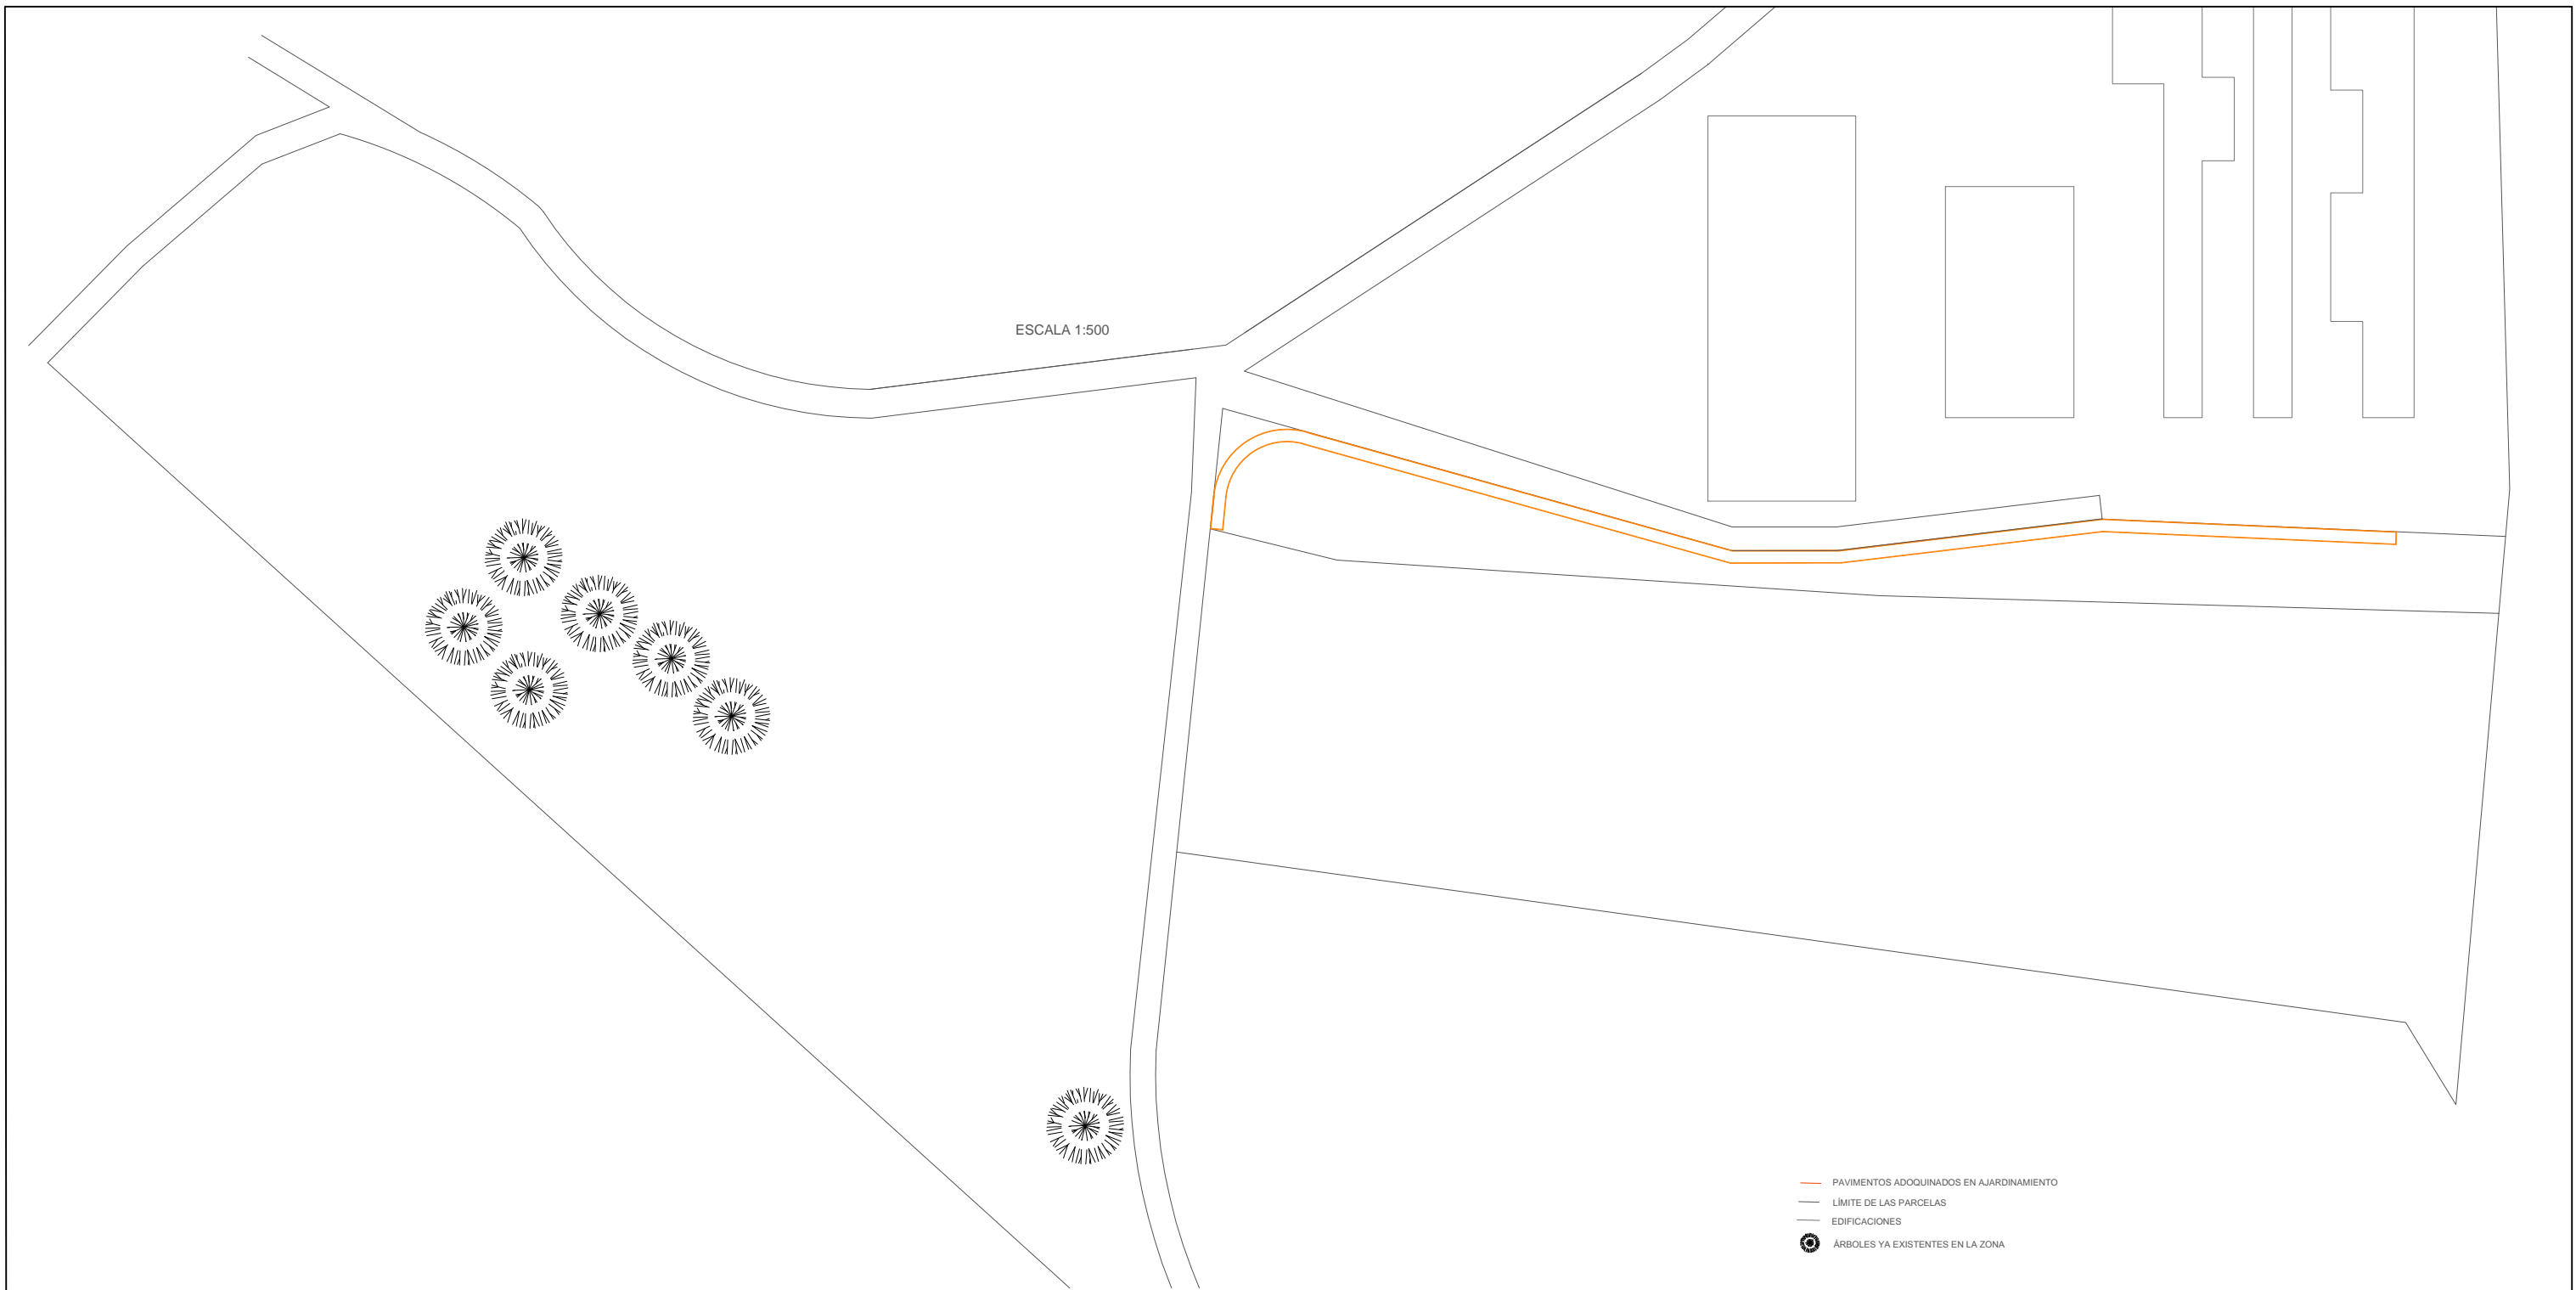 ESCALA 1:500
PAVIMENTOS ADOQUINADOS EN AJARDINAMIENTO
LÍMITE DE LAS PARCELAS
EDIFICACIONES
ÁRBOLES YA EXISTENTES EN LA ZONA